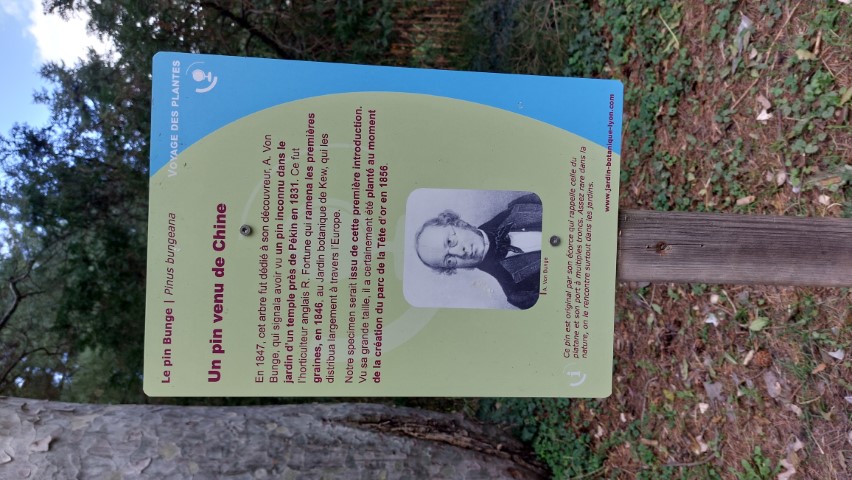 VOYAGE DES PLANTES
Le pin Bunge | Pinus bungeana
Un pin venu de Chine
En 1847, cet arbre fut dédié à son découvreur, A. Von
Bunge, qui signala avoir vu un pin inconnu dans le
jardin d'un temple près de Pékin en 1831. Ce fut
l'horticulteur anglais R. Fortune qui ramena les premières
graines, en 1846, au Jardin botanique de Kew, qui les
distribua largement à travers l'Europe.
Notre specimen serait issu de cette première introduction.
Vu sa grande taille, il a certainement été planté au moment
de la création du parc de la Tête d'or en 1856.
A. Von Bunge
Ce pin est original par son écorce qui rappelle celle du
platane et son port à multiples troncs. Assez rare dans la
nature, on le rencontre surtout dans les jardins.
www.jardin-botanique-lyon.com